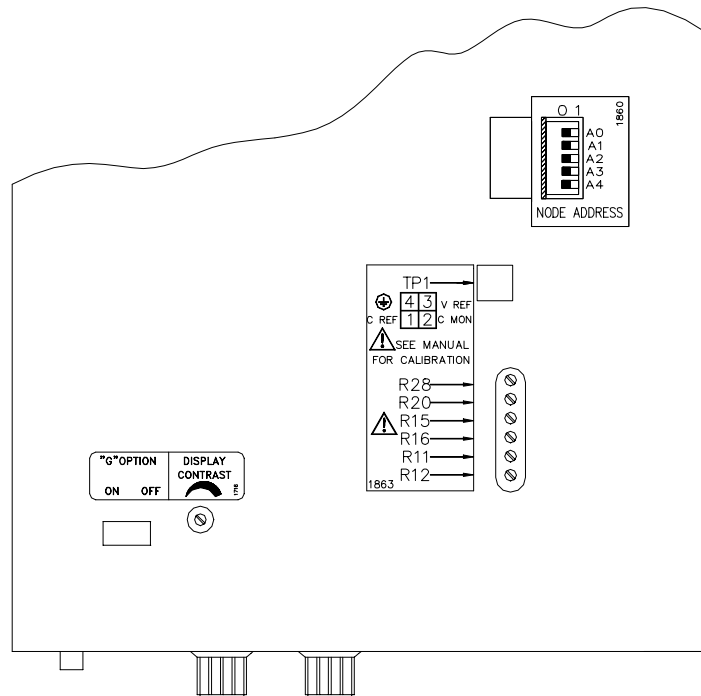 0 1
1860
A0
A1
A2
A3
A4
NODE ADDRESS
TP1
4 3 V REF
C REF 1 2 C MON
SEE MANUAL
FOR CALIBRATION
R28
R20
R15
R16
R11
R12
1863
"G"OPTION
ON OFF
DISPLAY
CONTRAST
1718